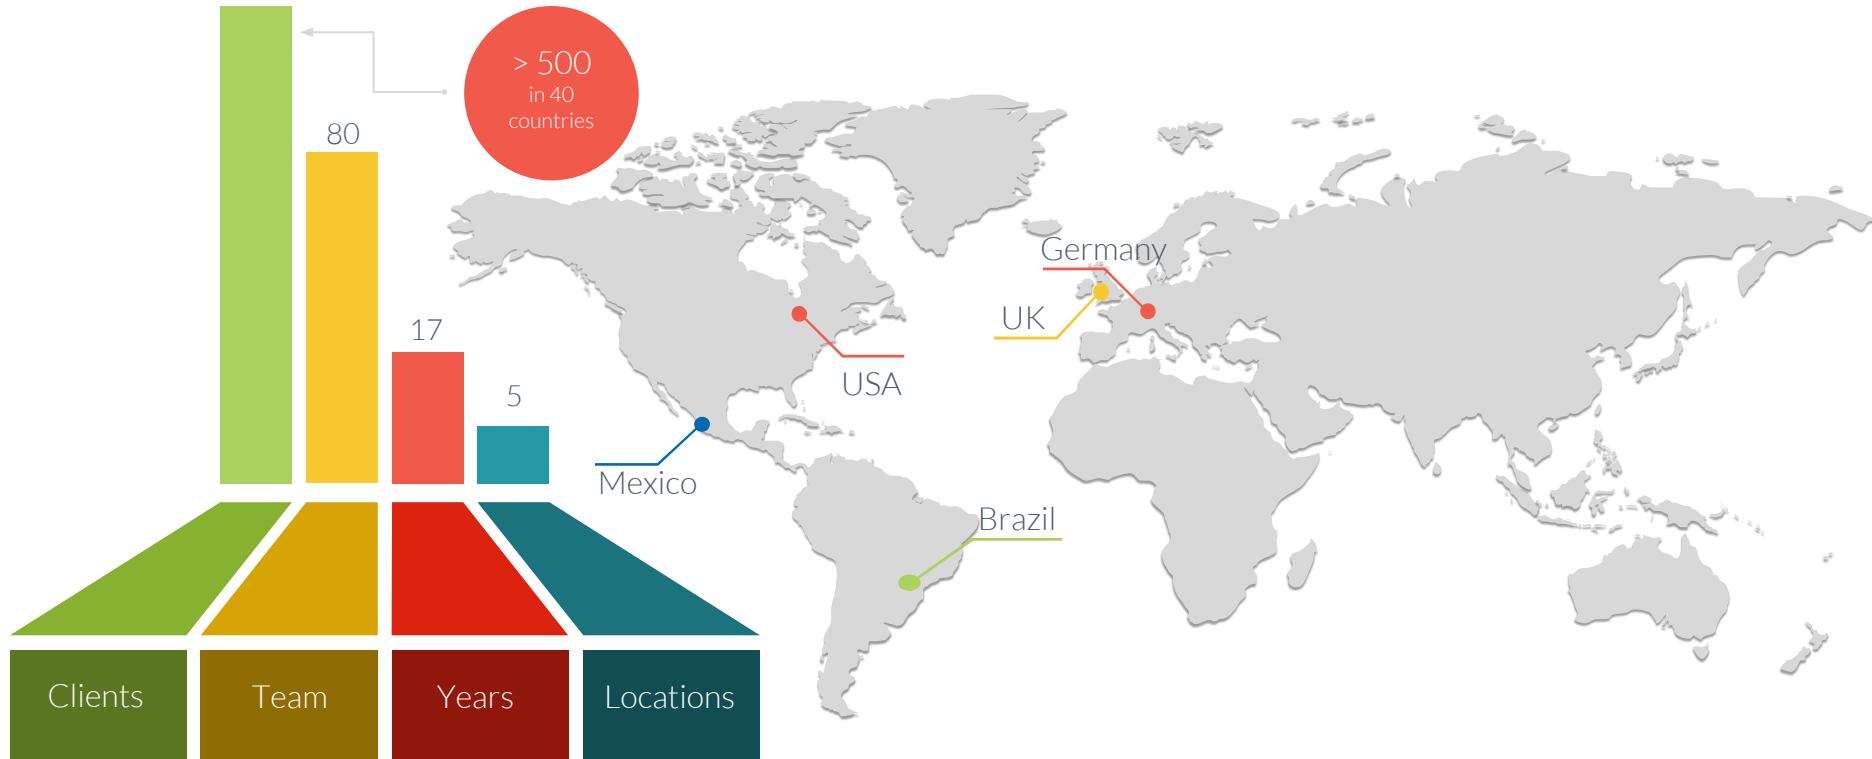 > 500
in 40
countries
80
17
5
Clients
Team
Years
Locations
Germany
UK
USA
Mexico
Brazil